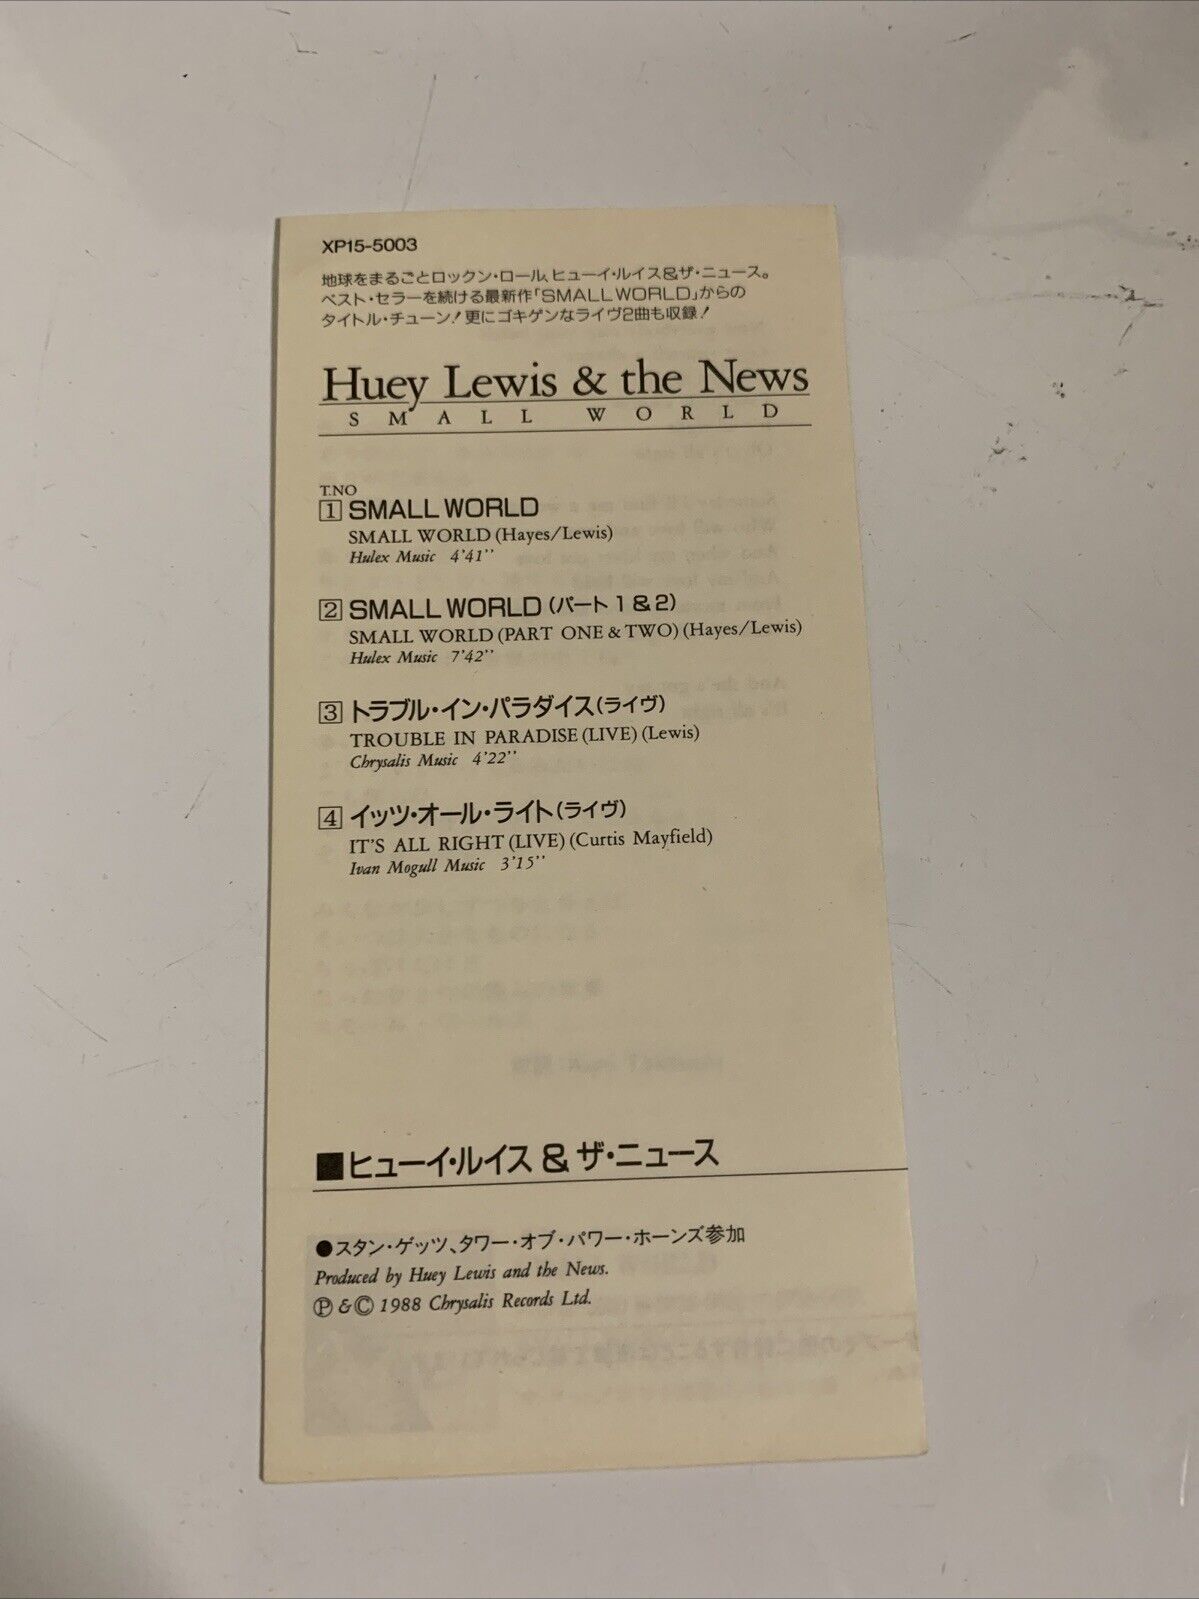 XP15-5003
地球をまるごとロックン・ロール、ヒューイ・ルイス&ザ・ニュース。
ベスト・セラーを続ける最新作「SMALL WORLD」からの
タイトル・チューン!更にゴキゲンなライヴ2曲も収録!
Huey Lewis & the News
SMALL WORLD
T.NO
1 SMALL WORLD
SMALL WORLD (Hayes/Lewis)
Hulex Music 4'41''
2 SMALL WORLD (パート1&2)
SMALL WORLD (PART ONE & TWO) (Hayes/Lewis)
Hulex Music 7'42''
3 トラブル・イン・パラダイス(ライヴ)
TROUBLE IN PARADISE (LIVE) (Lewis)
Chrysalis Music 4'22''
4 イッツ・オール・ライト(ライヴ)
IT'S ALL RIGHT (LIVE) (Curtis Mayfield)
Ivan Mogull Music 3'15''
■ヒューイ・ルイス & ザ・ニュース
●スタン・ゲッツ、タワー・オブ・パワー・ホーンズ参加
Produced by Huey Lewis and the News.
Ⓟ & © 1988 Chrysalis Records Ltd.